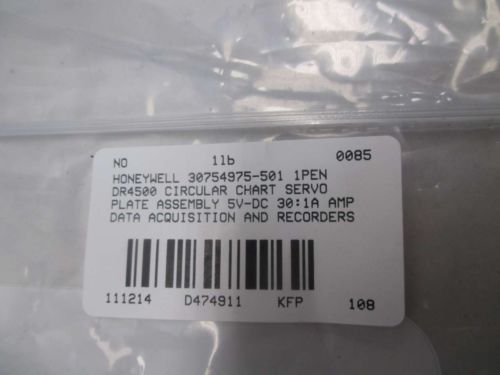 NO 1lb 0085
HONEYWELL 30754975-501 1PEN
DR4500 CIRCULAR CHART SERVO
PLATE ASSEMBLY 5V-DC 30:1A AMP
DATA ACQUISITION AND RECORDERS
111214 D474911 KFP 108